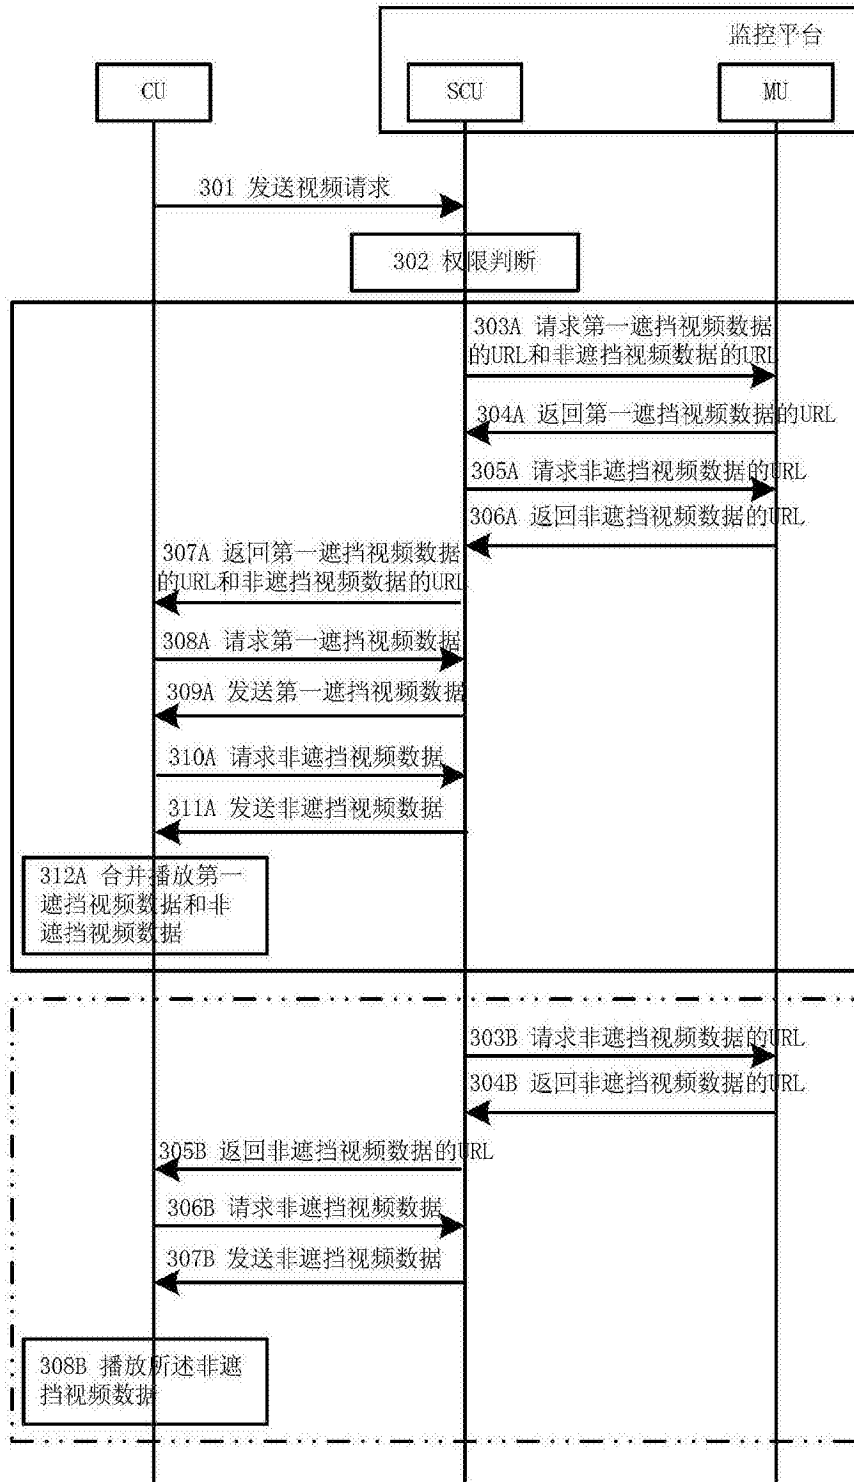 监控平台
CU
SCU
MU
301 发送视频请求
302 权限判断
303A 请求第一遮挡视频数据
的URL和非遮挡视频数据的URL
304A 返回第一遮挡视频数据的URL
305A 请求非遮挡视频数据的URL
306A 返回非遮挡视频数据的URL
307A 返回第一遮挡视频数据
的URL和非遮挡视频数据的URL
308A 请求第一遮挡视频数据
309A 发送第一遮挡视频数据
310A 请求非遮挡视频数据
311A 发送非遮挡视频数据
312A 合并播放第一
遮挡视频数据和非
遮挡视频数据
303B 请求非遮挡视频数据的URL
304B 返回非遮挡视频数据的URL
305B 返回非遮挡视频数据的URL
306B 请求非遮挡视频数据
307B 发送非遮挡视频数据
308B 播放所述非遮
挡视频数据